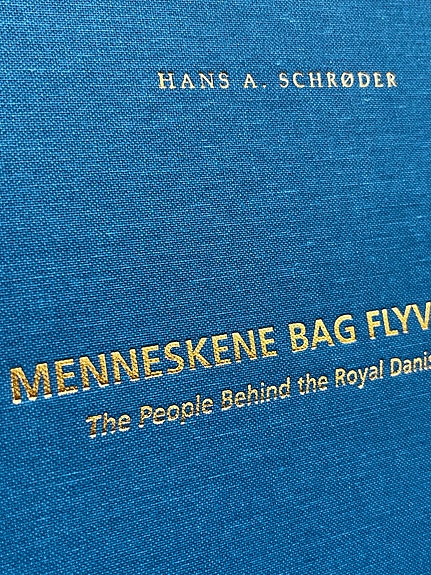 HANS A. SCHRØDER
MENNESKENE BAG FLYV
The People Behind the Royal Danis